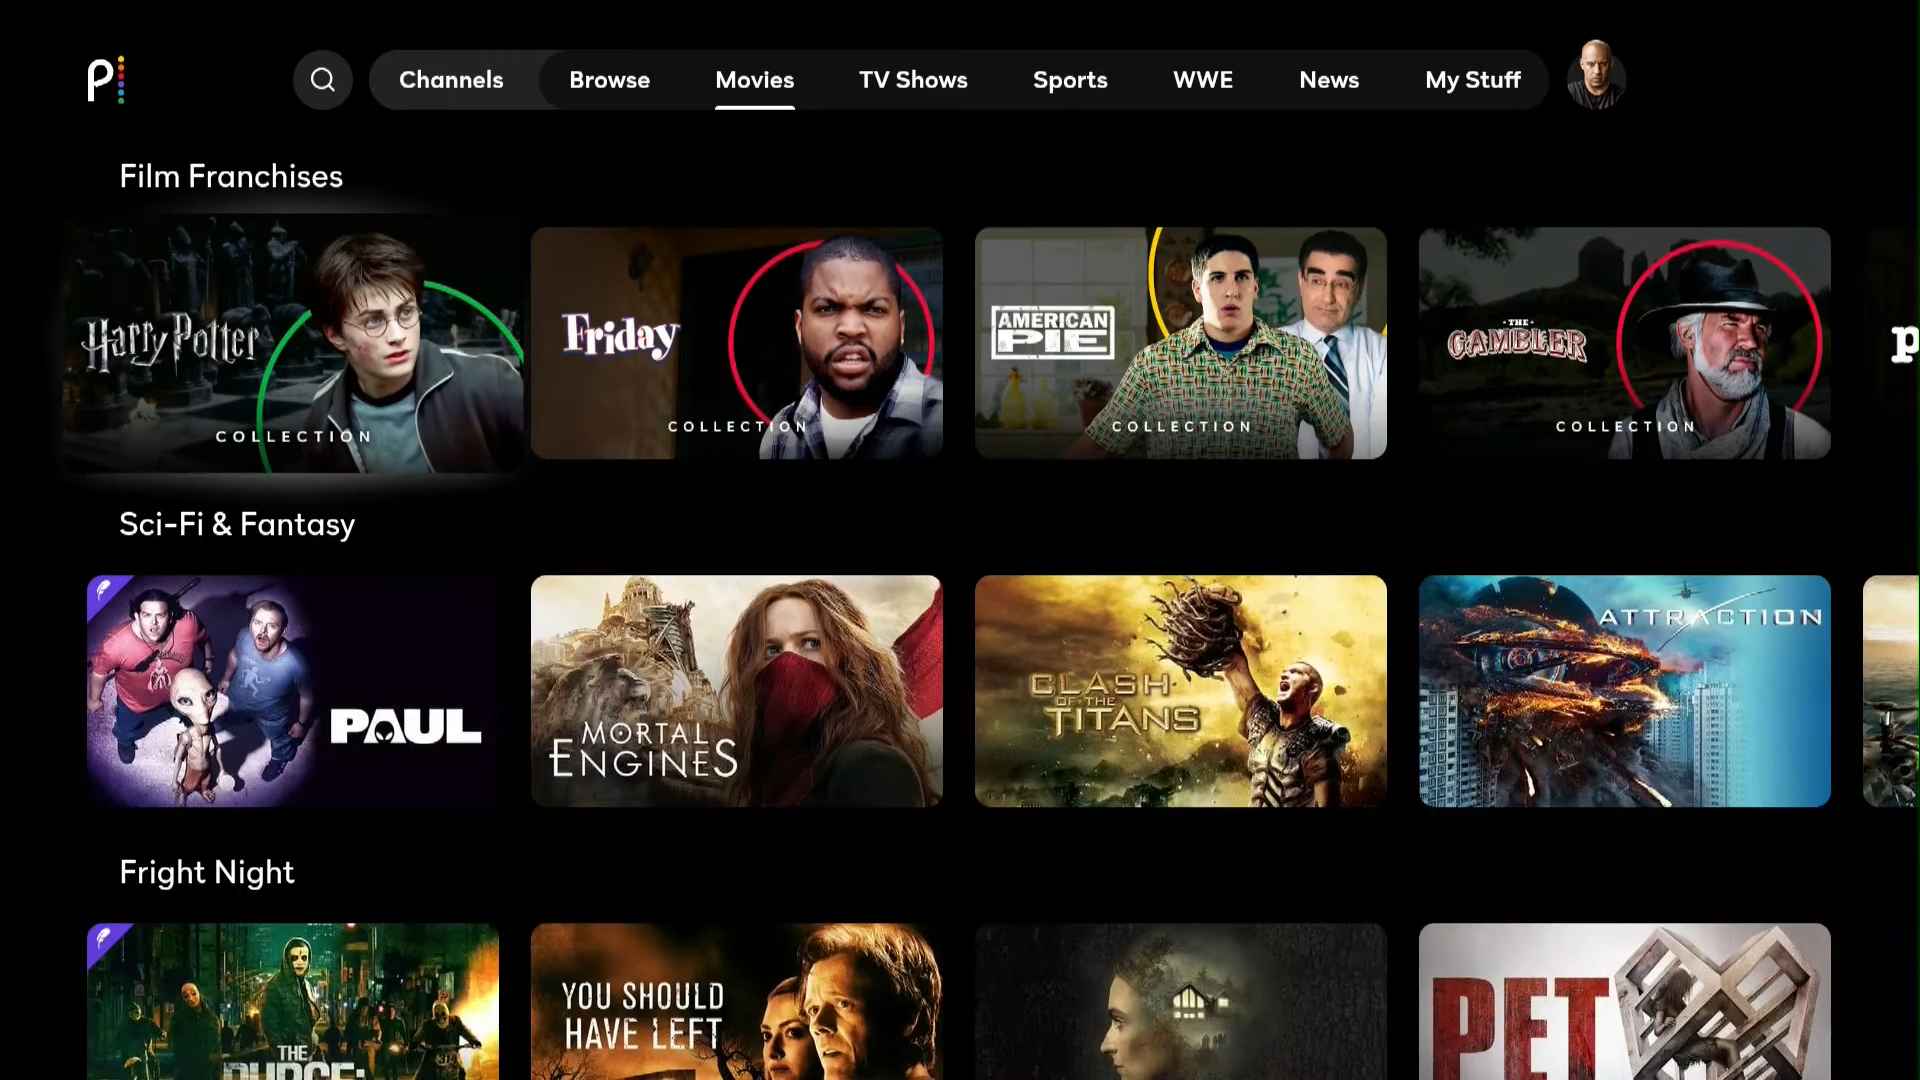 P
Channels
Browse
Movies
TV Shows
Sports
WWE
News
My Stuff
Film Franchises
Harry Potter
COLLECTION
Friday
COLLECTION
AMERICAN
PIE
COLLECTION
·THE·
GAMBLER
COLLECTION
p
Sci-Fi & Fantasy
PAUL
MORTAL
ENGINES
CLASH
OF THE
TITANS
ATTRACTION
Fright Night
THE
PURGE:
YOU SHOULD
HAVE LEFT
PET